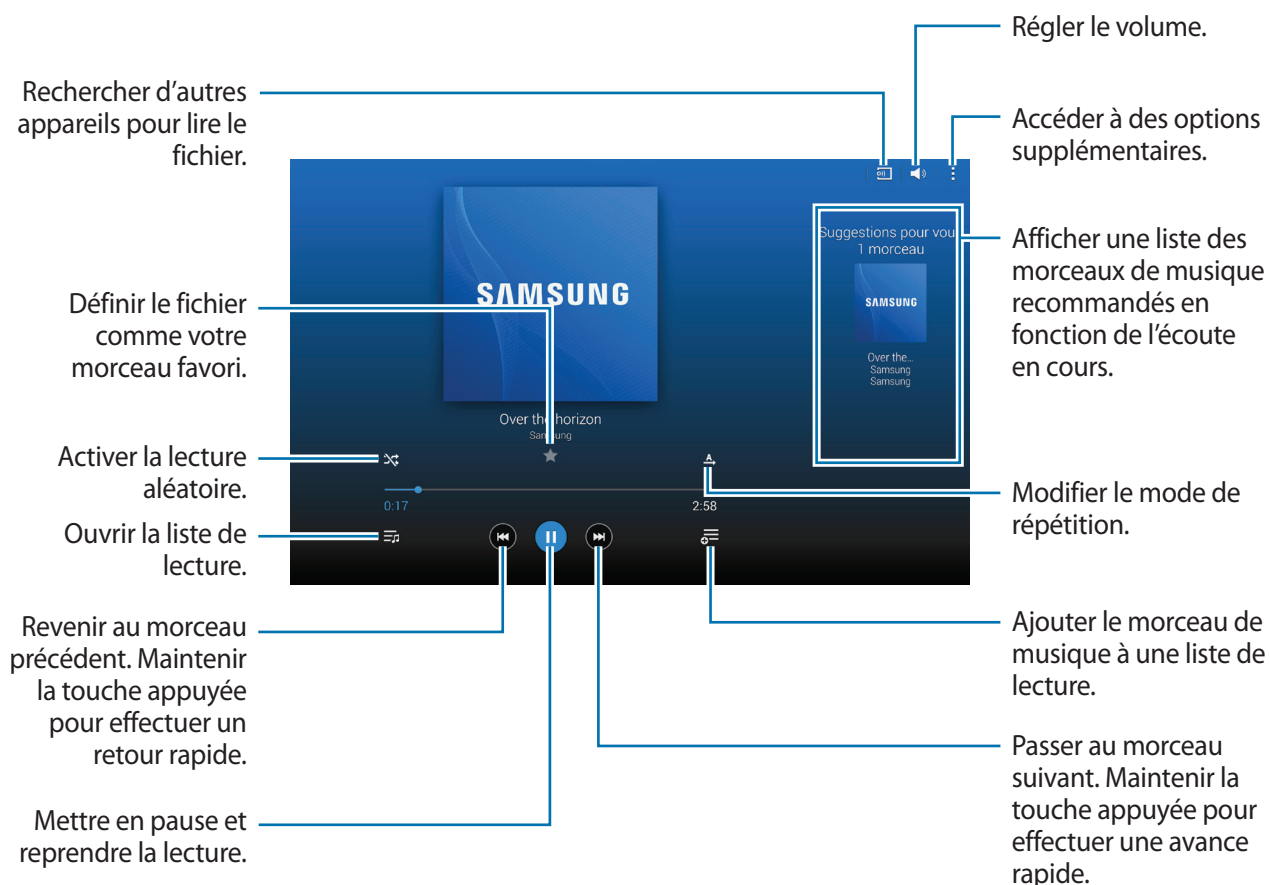 Régler le volume.
Rechercher d'autres
appareils pour lire le
fichier.
Accéder à des options
supplémentaires.
Suggestions pour vou
1 morceau
SAMSUNG
Over the...
Samsung
Samsung
Afficher une liste des
morceaux de musique
recommandés en
fonction de l'écoute
en cours.
SAMSUNG
Définir le fichier
comme votre
morceau favori.
Over the horizon
Samsung
Activer la lecture
aléatoire.
0:17
2:58
Modifier le mode de
répétition.
Ouvrir la liste de
lecture.
Revenir au morceau
précédent. Maintenir
la touche appuyée
pour effectuer un
retour rapide.
Ajouter le morceau de
musique à une liste de
lecture.
Mettre en pause et
reprendre la lecture.
Passer au morceau
suivant. Maintenir la
touche appuyée pour
effectuer une avance
rapide.